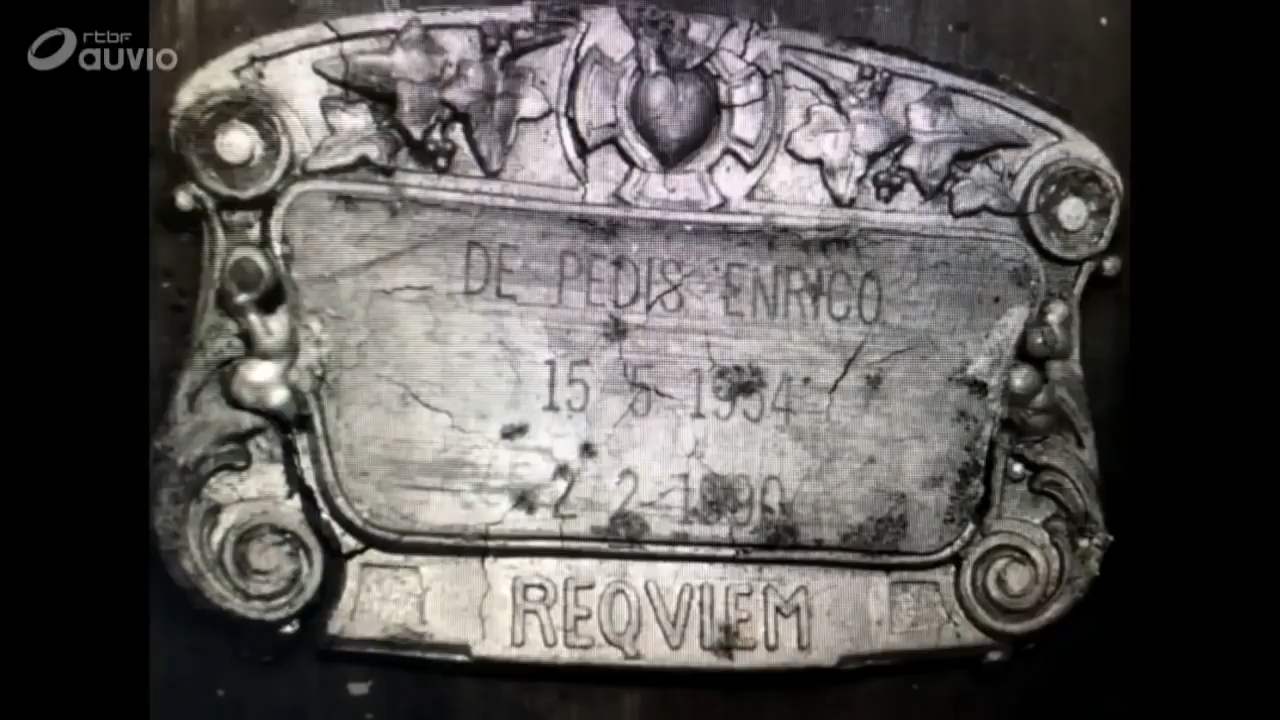 rtbf
auvio
DE PEDIS ENRICO
15 5 1954
2 2 1990
REQVIEM